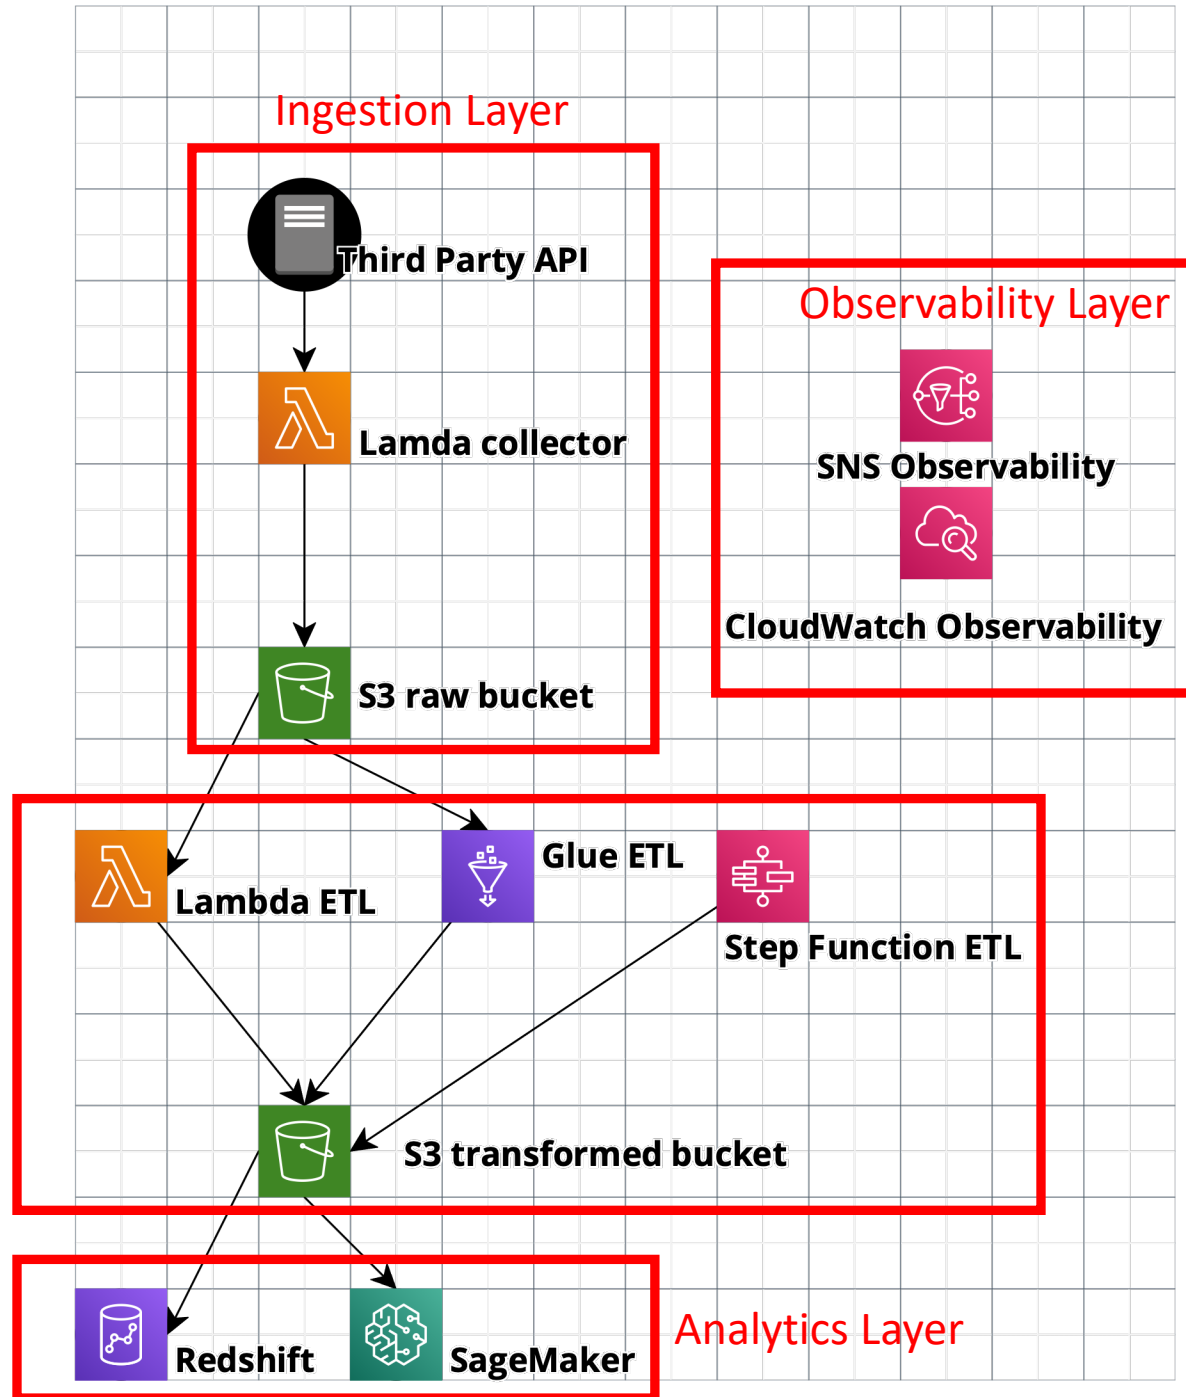 Ingestion Layer
Third Party API
Observability Layer
Lamda collector
SNS Observability
CloudWatch Observability
S3 raw bucket
Glue ETL
Lambda ETL
Step Function ETL
S3 transformed bucket
Analytics Layer
Redshift
SageMaker